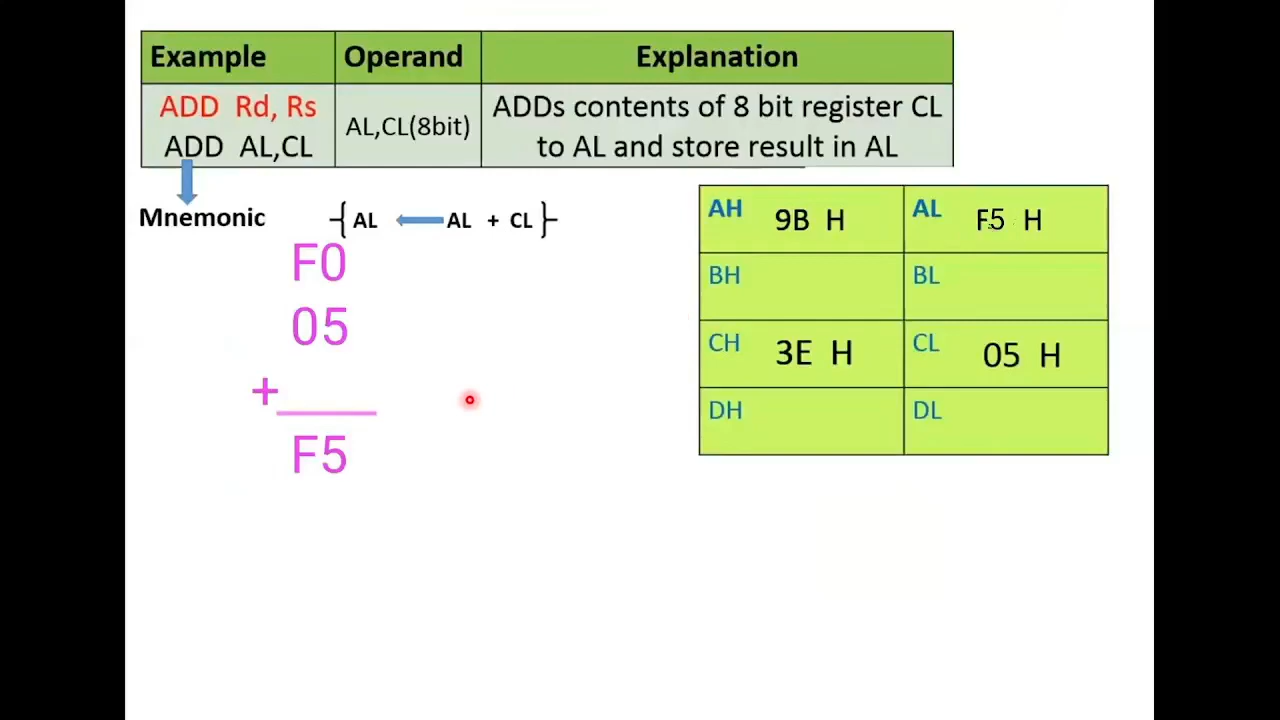 Example Operand Explanation
ADD Rd, Rs
ADD AL,CL
AL,CL(8bit)
ADDs contents of 8 bit register CL
to AL and store result in AL
Mnemonic
{ AL AL + CL }
F0
05
+
F5
AH 9B H AL F5 H
BH BL
CH 3E H CL 05 H
DH DL